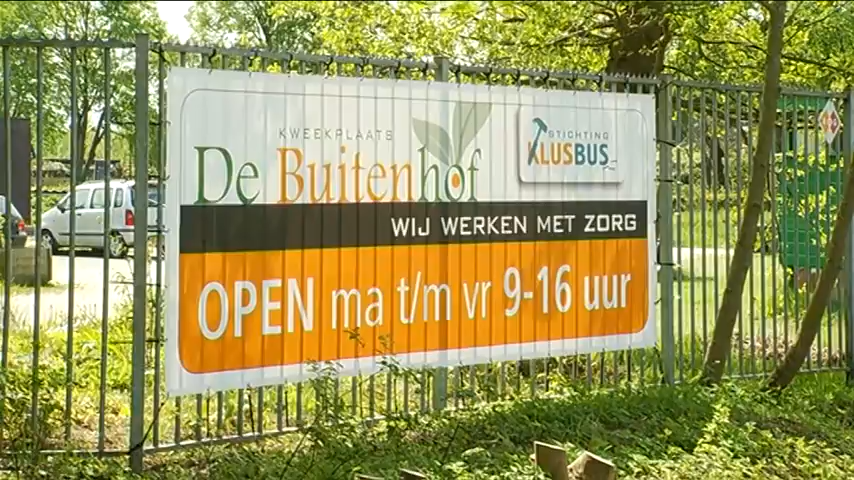 KWEEKPLAATS
De Buitenhof
STICHTING
KLUSBUS
WIJ WERKEN MET ZORG
OPEN ma t/m vr 9-16 uur